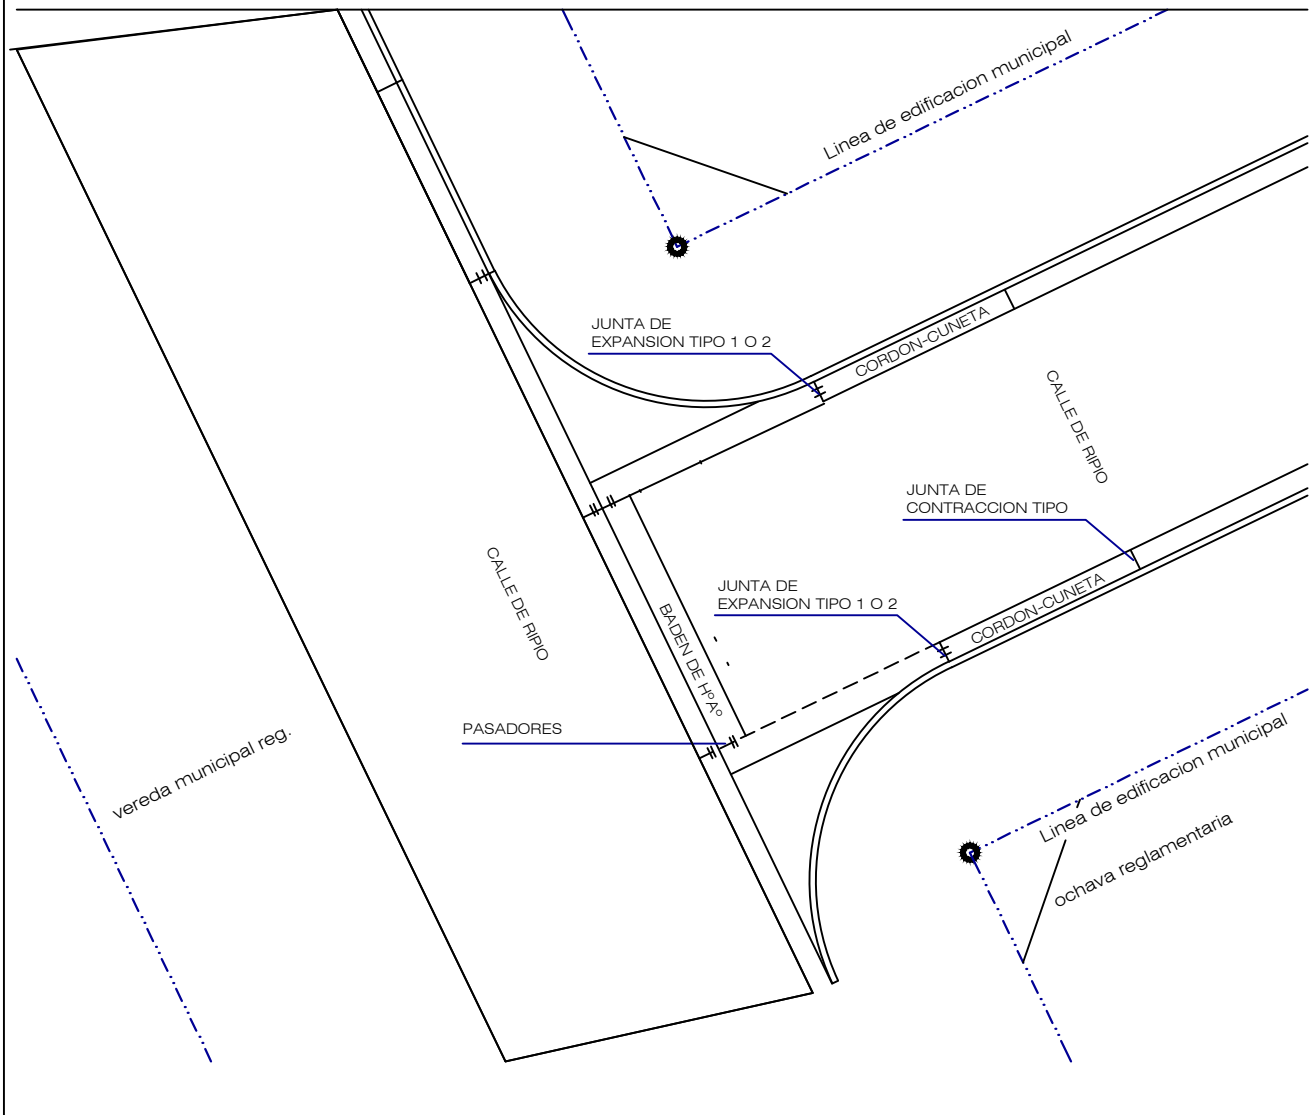 Linea de edificacion municipal
JUNTA DE
EXPANSION TIPO 1 O 2
CORDON-CUNETA
CALLE DE RIPIO
JUNTA DE
CONTRACCION TIPO
CALLE DE RIPIO
JUNTA DE
EXPANSION TIPO 1 O 2
CORDON-CUNETA
BADEN DE HºAº
PASADORES
vereda municipal reg.
Linea de edificacion municipal
ochava reglamentaria